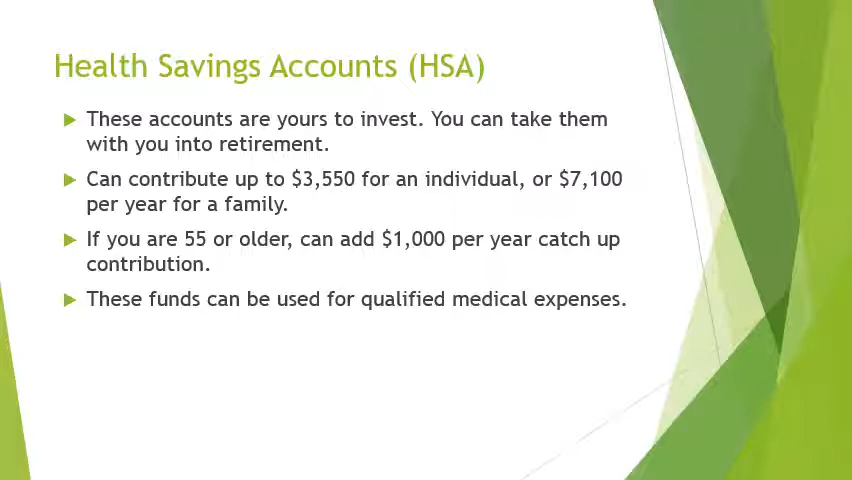 Health Savings Accounts (HSA)
These accounts are yours to invest. You can take them
with you into retirement.
Can contribute up to $3,550 for an individual, or $7,100
per year for a family.
If you are 55 or older, can add $1,000 per year catch up
contribution.
These funds can be used for qualified medical expenses.